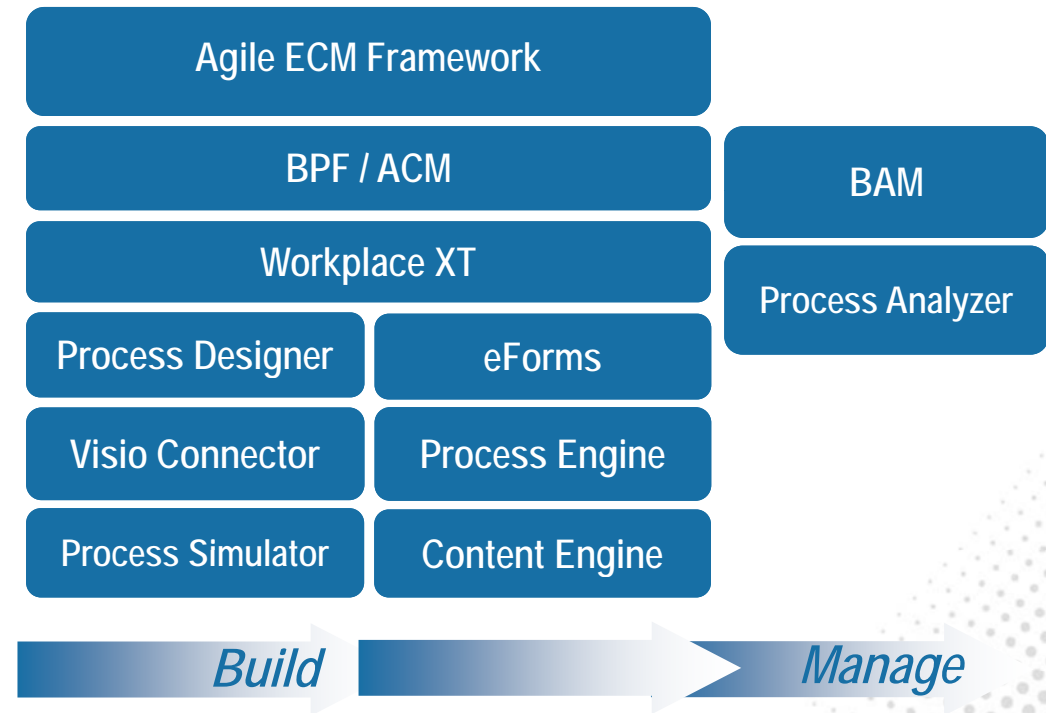 Agile ECM Framework
BPF / ACM
BAM
Workplace XT
Process Analyzer
Process Designer
eForms
Visio Connector
Process Engine
Process Simulator
Content Engine
Build
Manage